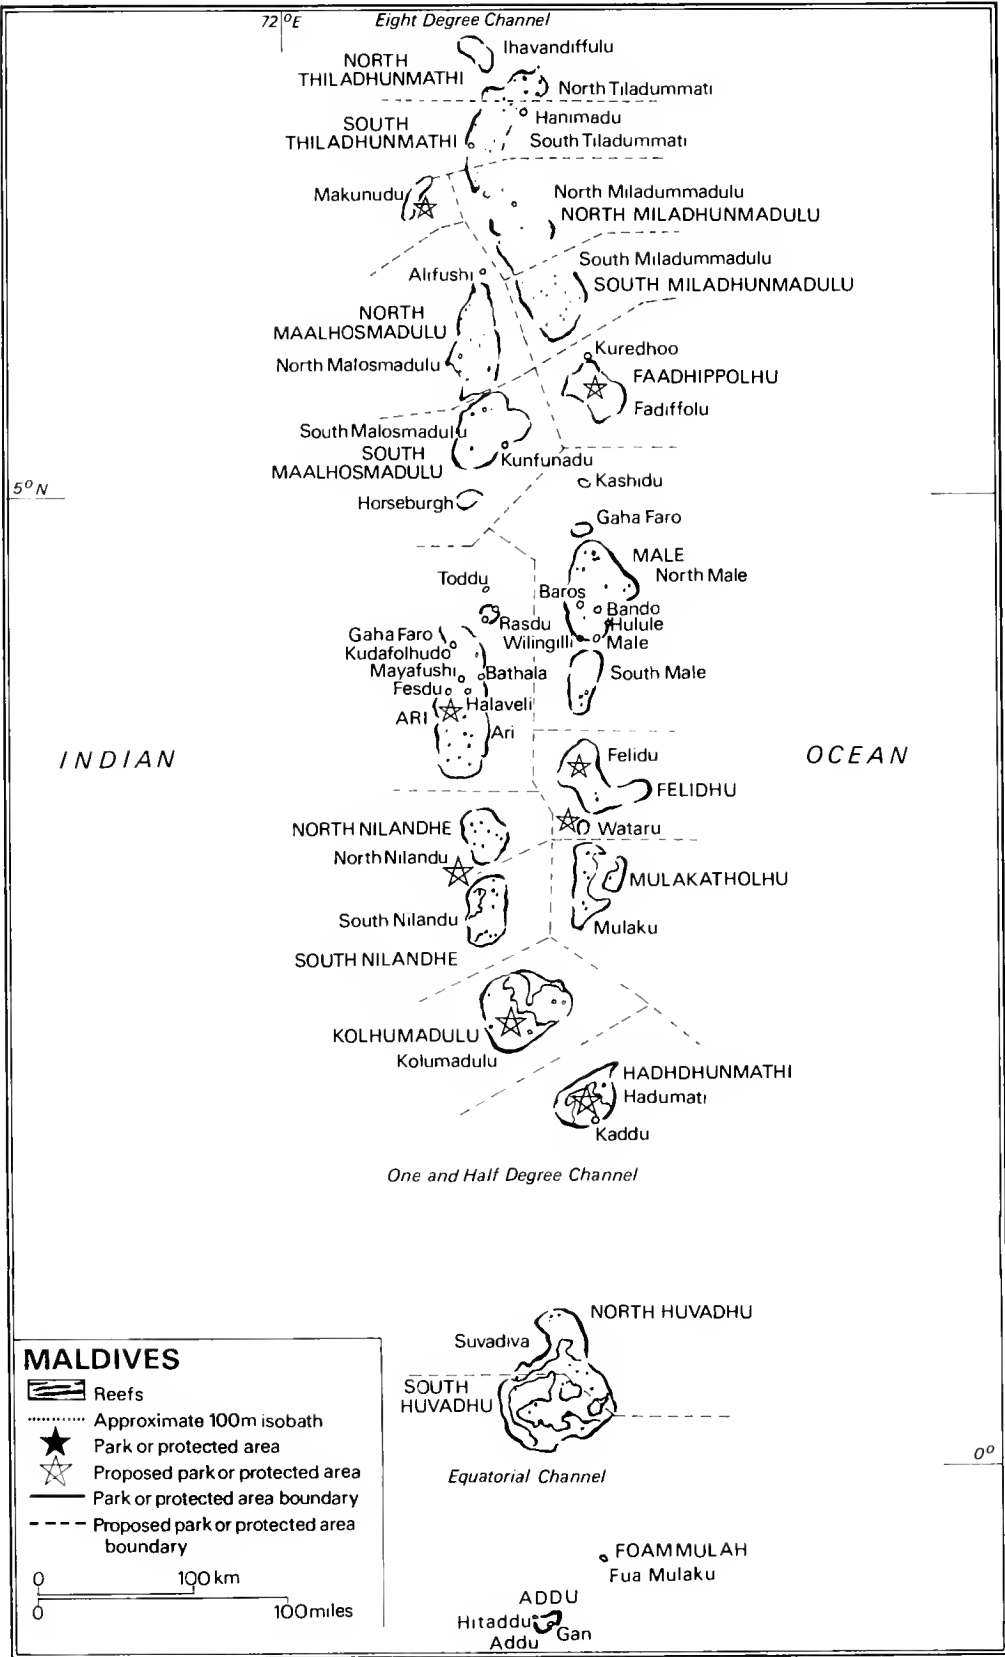 72°E
Eight Degree Channel
Ihavandiffulu
NORTH
THILADHUNMATHI
North Tiladummati
Hanimadu
SOUTH
THILADHUNMATHI
South Tiladummati
Makunudu
North Miladummadulu
NORTH MILADHUNMADULU
South Miladummadulu
Alifushi
SOUTH MILADHUNMADULU
NORTH
MAALHOSMADULU
Kuredhoo
North Malosmadulu
FAADHIPPOLHU
Fadiffolu
South Malosmadulu
SOUTH
MAALHOSMADULU
Kunfunadu
Kashidu
5°N
Horseburgh
Gaha Faro
MALE
North Male
Toddu
Baros
Bando
Rasdu
Hulule
Wilingilli
Male
Gaha Faro
Kudafolhudo
Mayafushi
Bathala
South Male
Fesdu
Halaveli
ARI
Ari
INDIAN
OCEAN
Felidu
FELIDHU
NORTH NILANDHE
Wataru
North Nilandu
MULAKATHOLHU
South Nilandu
Mulaku
SOUTH NILANDHE
KOLHUMADULU
Kolumadulu
HADHDHUNMATHI
Hadumati
Kaddu
One and Half Degree Channel
NORTH HUVADHU
Suvadiva
SOUTH
HUVADHU
Equatorial Channel
0°
FOAMMULAH
Fua Mulaku
ADDU
Hitaddu
Gan
Addu
MALDIVES
Reefs
Approximate 100m isobath
Park or protected area
Proposed park or protected area
Park or protected area boundary
Proposed park or protected area
boundary
0 100 km
0 100 miles